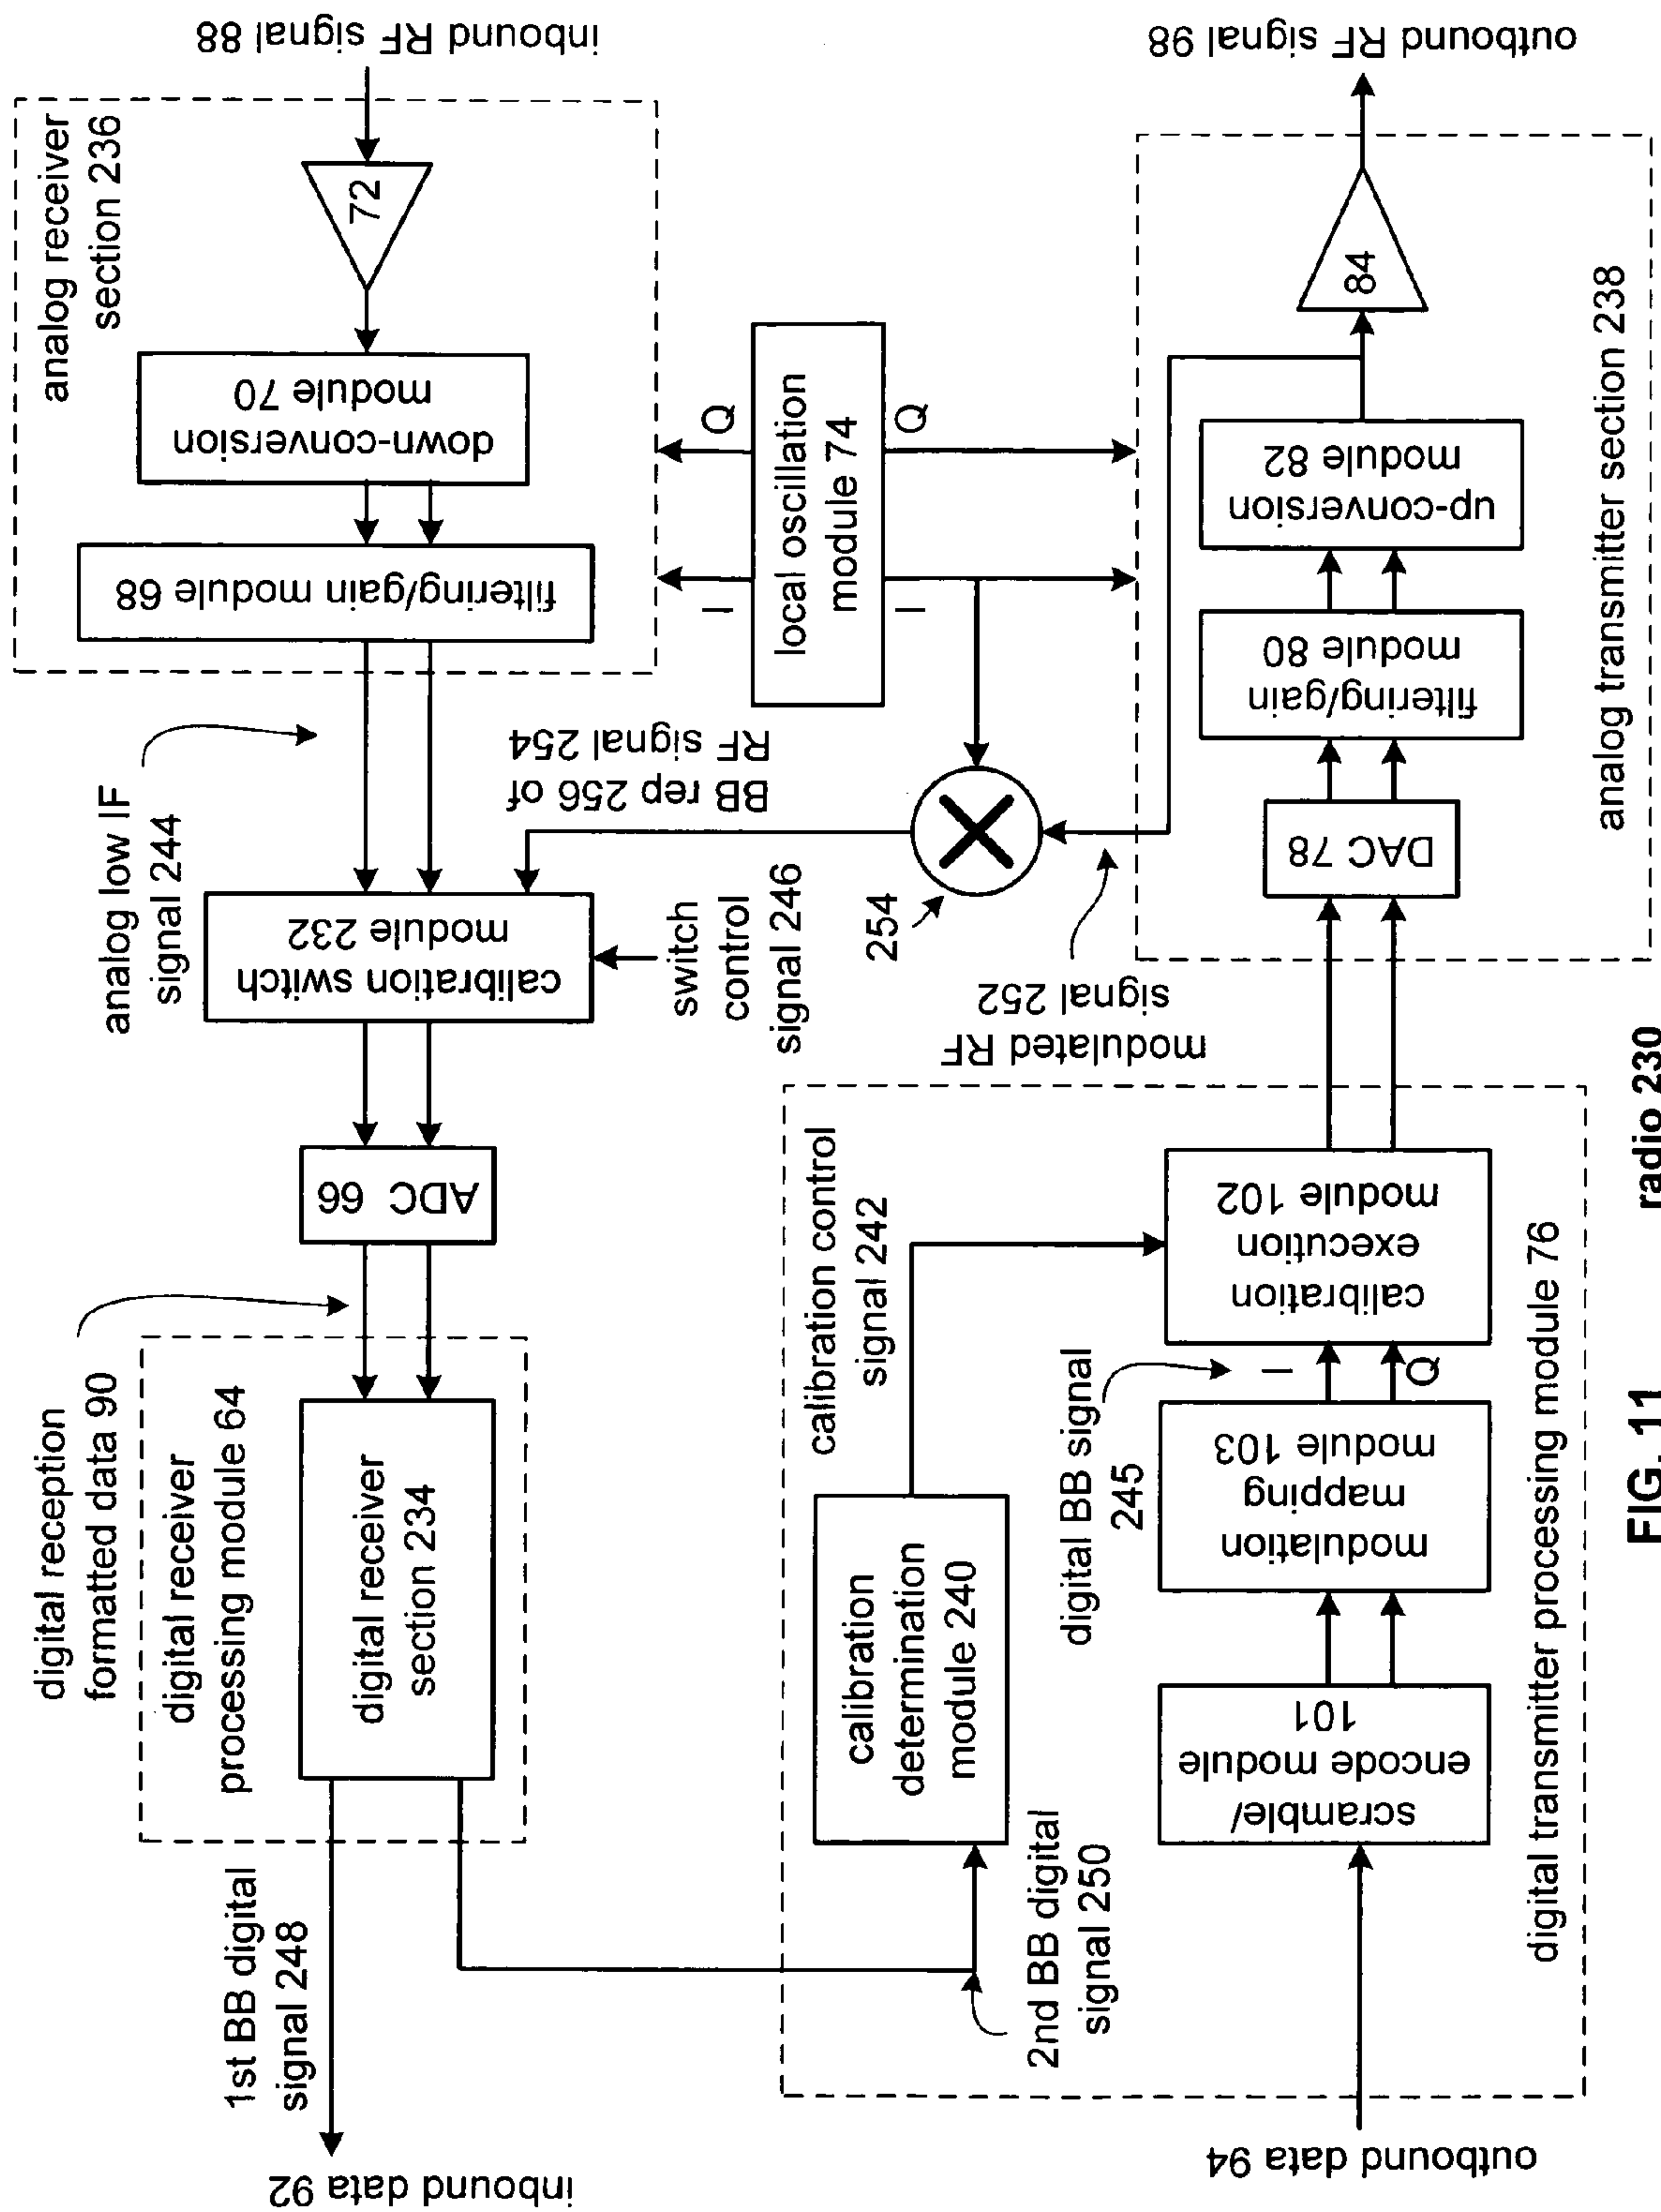 inbound RF signal 88
analog receiver
section 236
72
down-conversion
module 70
filtering/gain module 68
analog low IF
signal 244
calibration switch
module 232
switch
control
signal 246
ADC 66
digital reception
formatted data 90
digital receiver
processing module 64
digital receiver
section 234
1st BB digital
signal 248
inbound data 92
Q
I
local oscillation
module 74
Q
I
BB rep 256 of
RF signal 254
254
modulated RF
signal 252
outbound RF signal 98
84
up-conversion
module 82
filtering/gain
module 80
DAC 78
analog transmitter section 238
calibration control
signal 242
calibration
determination
module 240
2nd BB digital
signal 250
digital BB signal
245
I
Q
calibration
execution
module 102
modulation
mapping
module 103
scramble/
encode module
101
outbound data 94
digital transmitter processing module 76
FIG. 11
radio 230